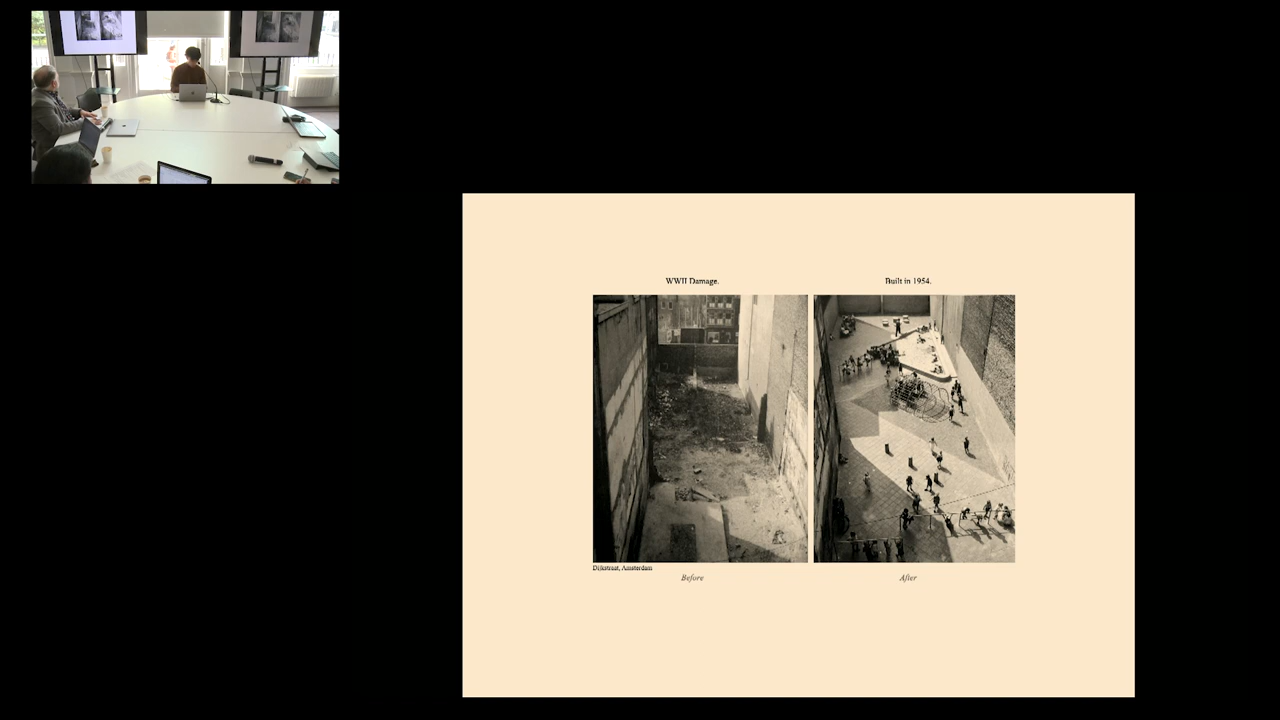 WWII Damage.
Built in 1954.
Dijkstraat, Amsterdam
Before
After